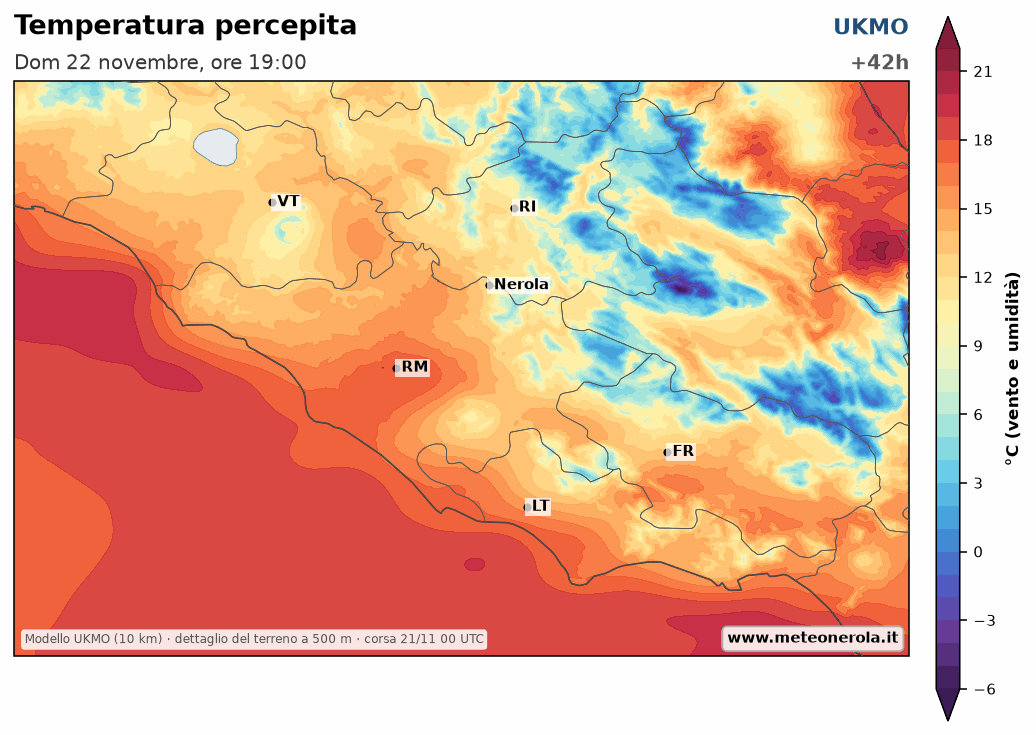 Temperatura percepita
UKMO
Dom 22 novembre, ore 19:00
+42h
VT
RI
Nerola
RM
FR
LT
21
18
15
12
9
6
3
0
−3
−6
°C (vento e umidità)
Modello UKMO (10 km) · dettaglio del terreno a 500 m · corsa 21/11 00 UTC
www.meteonerola.it